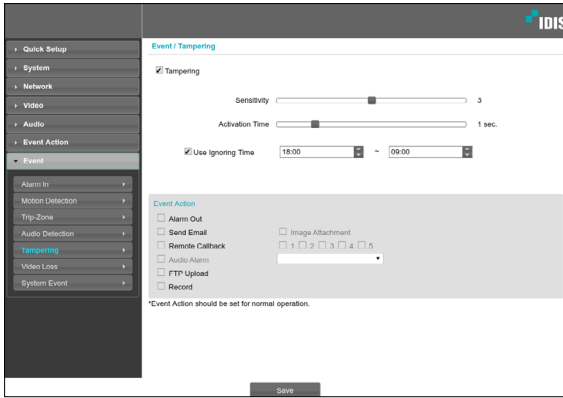 IDIS
Quick Setup
System
Network
Video
Audio
Event Action
Event
Alarm In
Motion Detection
Trip-Zone
Audio Detection
Tampering
Video Loss
System Event
Event / Tampering
Tampering
Sensitivity 3
Activation Time 1 sec.
Use Ignoring Time 18:00 ~ 09:00
Event Action
Alarm Out
Send Email Image Attachment
Remote Callback 1 2 3 4 5
Audio Alarm
FTP Upload
Record
*Event Action should be set for normal operation.
Save